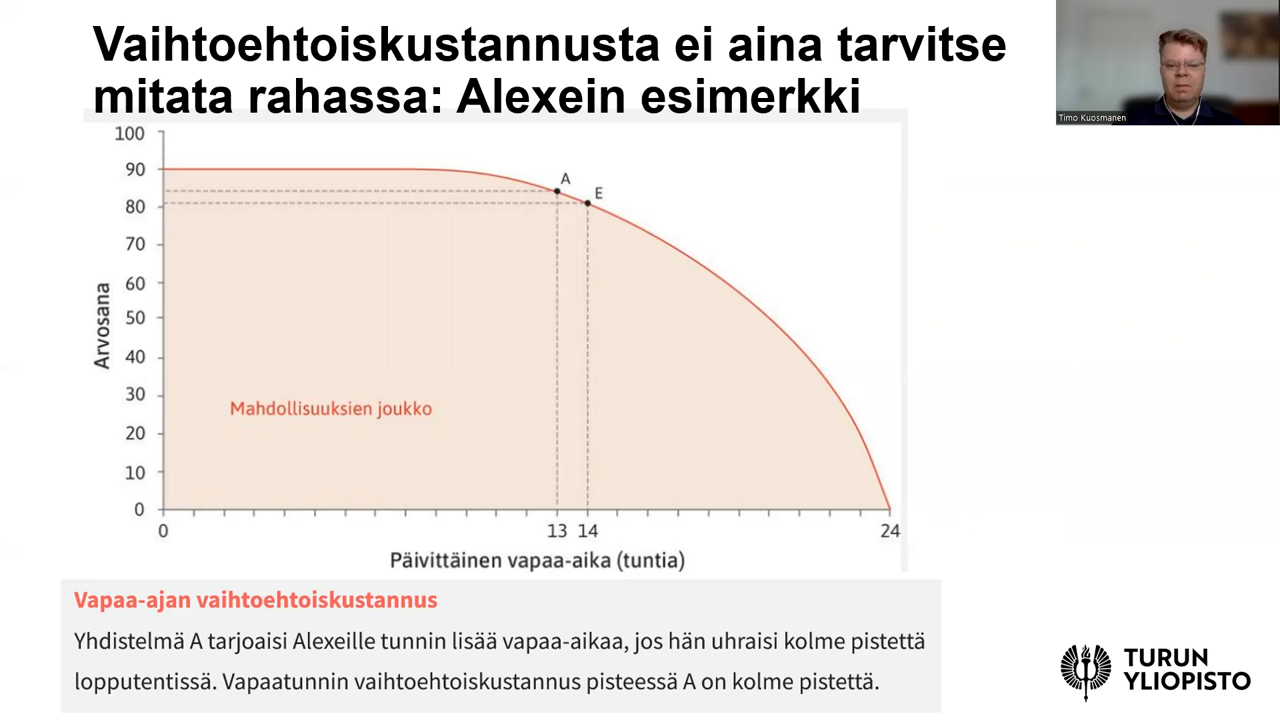 Vaihtoehtoiskustannusta ei aina tarvitse
mitata rahassa: Alexein esimerkki
Timo Kuosmanen
100
90
80
70
60
50
40
30
20
10
0
Arvosana
A
E
Mahdollisuuksien joukko
0
13
14
24
Päivittäinen vapaa-aika (tuntia)
Vapaa-ajan vaihtoehtoiskustannus
Yhdistelmä A tarjoaisi Alexeille tunnin lisää vapaa-aikaa, jos hän uhraisi kolme pistettä
lopputentissä. Vapaatunnin vaihtoehtoiskustannus pisteessä A on kolme pistettä.
TURUN
YLIOPISTO